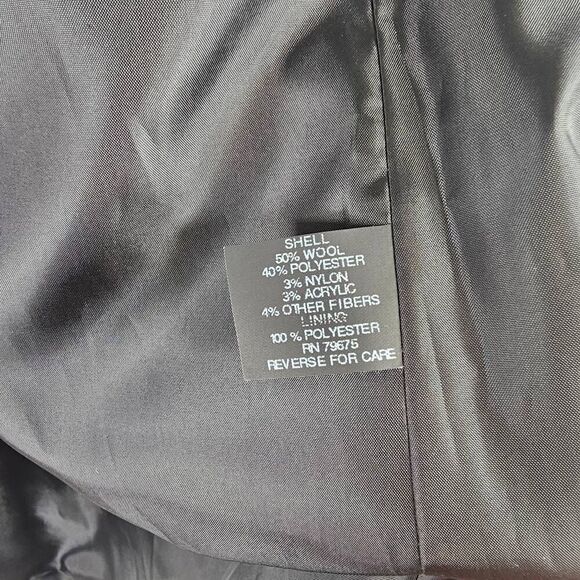 SHELL
50% WOOL
40% POLYESTER
3% NYLON
3% ACRYLIC
4% OTHER FIBERS
LINING
100 % POLYESTER
RN 79675
REVERSE FOR CARE